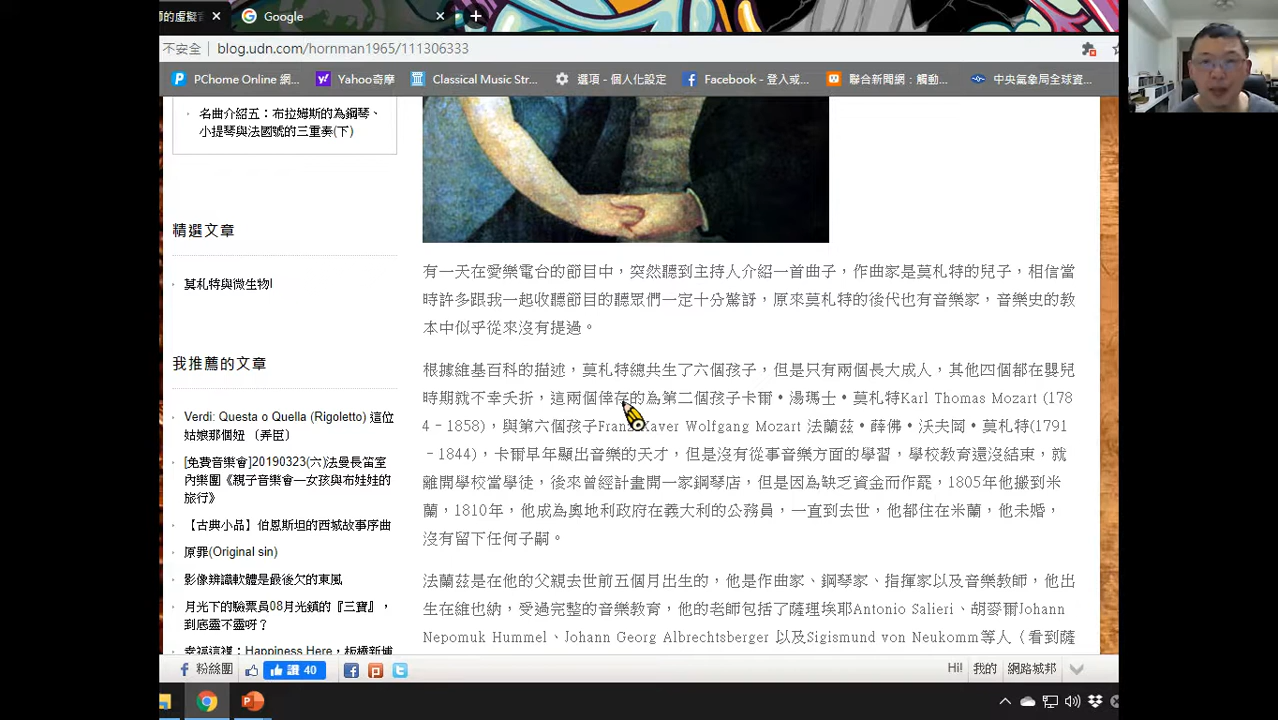 師的虛擬
Google
不安全 blog.udn.com/hornman1965/111306333
PChome Online 網... Yahoo奇摩 Classical Music Str... 選項 - 個人化設定 Facebook - 登入或... 聯合新聞網:觸動... 中央氣象局全球資...
名曲介紹五:布拉姆斯的為鋼琴、
小提琴與法國號的三重奏(下)
精選文章
莫札特與微生物I
我推薦的文章
Verdi: Questa o Quella (Rigoletto) 這位
姑娘那個妞 〔弄臣〕
[免費音樂會]20190323(六)法曼長笛室
內樂團《親子音樂會—女孩與布娃娃的
旅行》
【古典小品】伯恩斯坦的西城故事序曲
原罪(Original sin)
影像辨識軟體是最後欠的東風
月光下的驗票員08月光鎮的『三寶』,
到底靈不靈呀?
幸福這裡:Happiness Here,板橋新埔
有一天在愛樂電台的節目中,突然聽到主持人介紹一首曲子,作曲家是莫札特的兒子,相信當
時許多跟我一起收聽節目的聽眾們一定十分驚訝,原來莫札特的後代也有音樂家,音樂史的教
本中似乎從來沒有提過。
根據維基百科的描述,莫札特總共生了六個孩子,但是只有兩個長大成人,其他四個都在嬰兒
時期就不幸夭折,這兩個倖存的為第二個孩子卡爾•湯瑪士•莫札特Karl Thomas Mozart (178
4﹣1858),與第六個孩子Franz Xaver Wolfgang Mozart 法蘭茲•薛佛•沃夫岡•莫札特(1791
﹣1844),卡爾早年顯出音樂的天才,但是沒有從事音樂方面的學習,學校教育還沒結束,就
離開學校當學徒,後來曾經計畫開一家鋼琴店,但是因為缺乏資金而作罷,1805年他搬到米
蘭,1810年,他成為奧地利政府在義大利的公務員,一直到去世,他都住在米蘭,他未婚,
沒有留下任何子嗣。
法蘭茲是在他的父親去世前五個月出生的,他是作曲家、鋼琴家、指揮家以及音樂教師,他出
生在維也納,受過完整的音樂教育,他的老師包括了薩理埃耶Antonio Salieri、胡麥爾Johann
Nepomuk Hummel、Johann Georg Albrechtsberger 以及Sigismund von Neukomm等人〈看到薩
粉絲團 讚 40 Hi! 我的 網路城邦